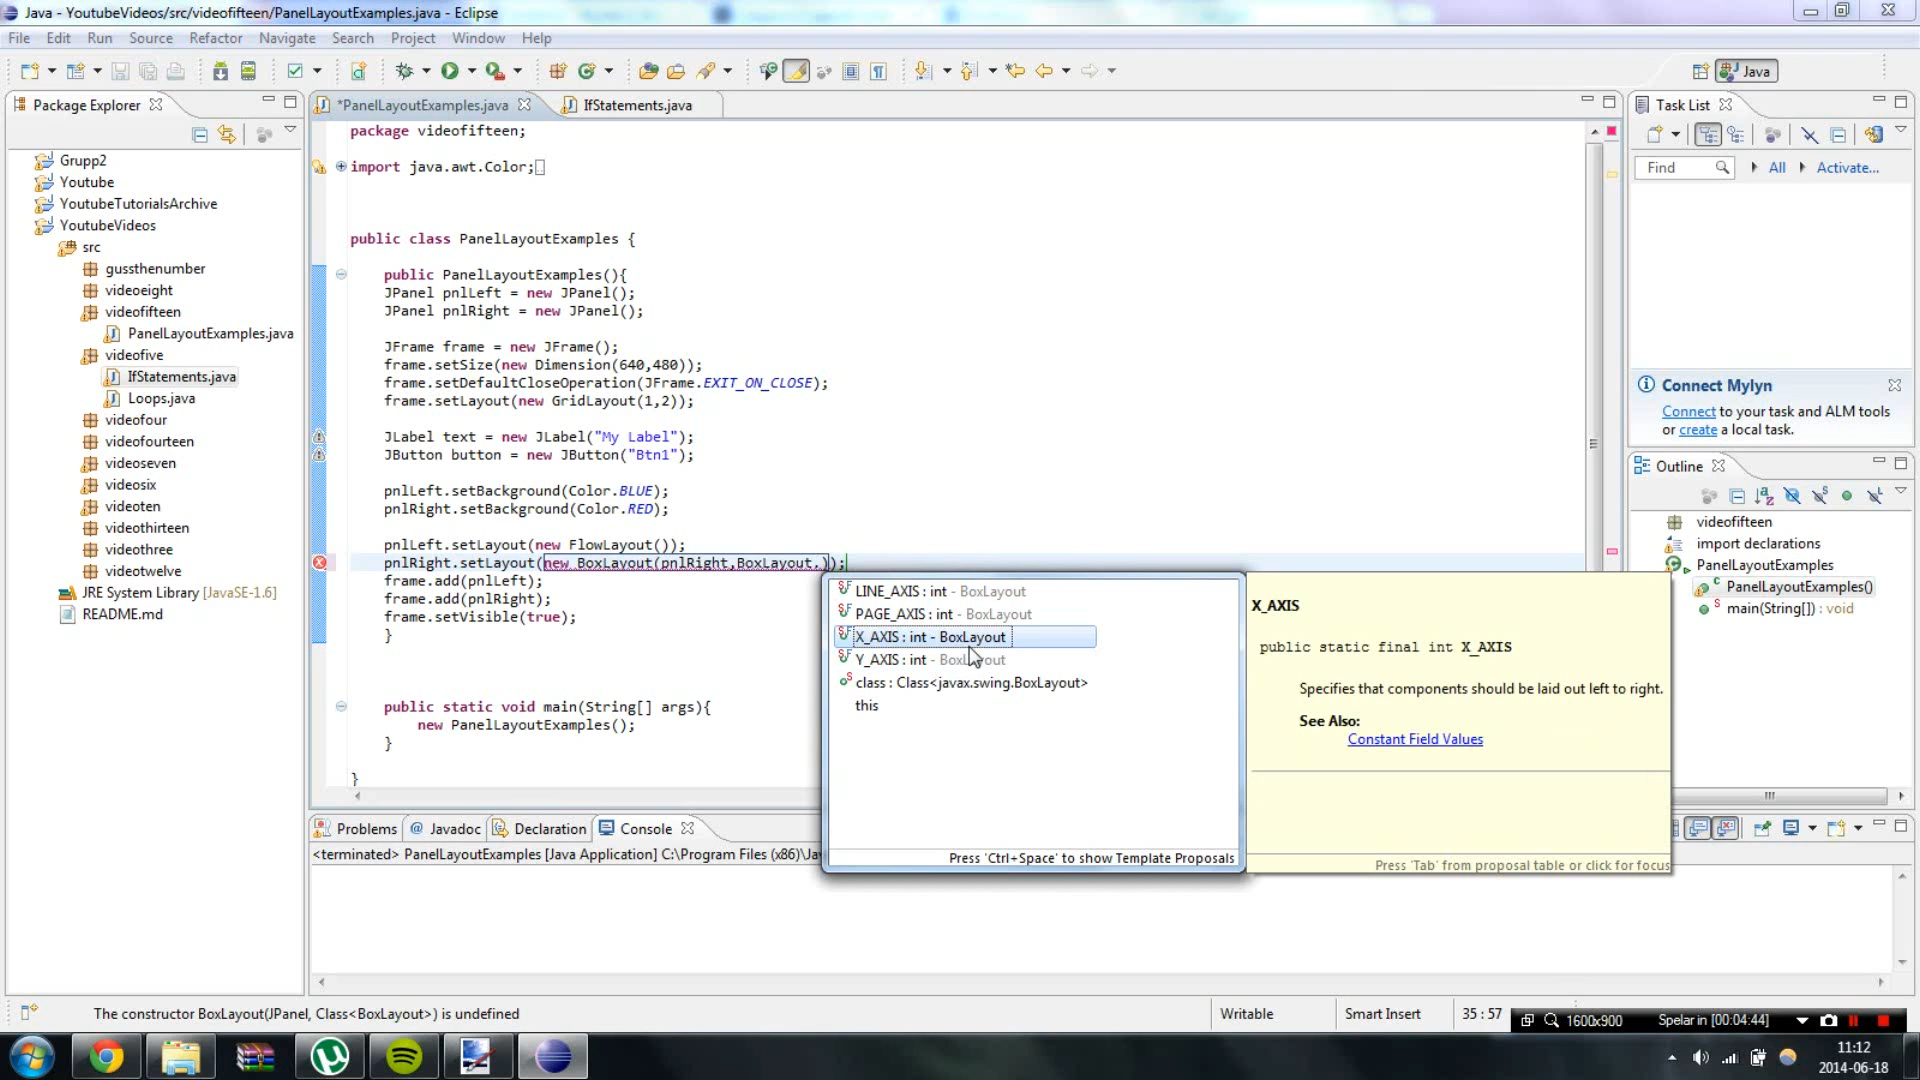 Java - YoutubeVideos/src/videofifteen/PanelLayoutExamples.java - Eclipse
File Edit Run Source Refactor Navigate Search Project Window Help
Java
Package Explorer
Grupp2
Youtube
YoutubeTutorialsArchive
YoutubeVideos
src
gussthenumber
videoeight
videofifteen
PanelLayoutExamples.java
videofive
IfStatements.java
Loops.java
videofour
videofourteen
videoseven
videosix
videoten
videothirteen
videothree
videotwelve
JRE System Library [JavaSE-1.6]
README.md
*PanelLayoutExamples.java IfStatements.java
package videofifteen;
import java.awt.Color;
public class PanelLayoutExamples {
public PanelLayoutExamples(){
JPanel pnlLeft = new JPanel();
JPanel pnlRight = new JPanel();
JFrame frame = new JFrame();
frame.setSize(new Dimension(640,480));
frame.setDefaultCloseOperation(JFrame.EXIT_ON_CLOSE);
frame.setLayout(new GridLayout(1,2));
JLabel text = new JLabel("My Label");
JButton button = new JButton("Btn1");
pnlLeft.setBackground(Color.BLUE);
pnlRight.setBackground(Color.RED);
pnlLeft.setLayout(new FlowLayout());
pnlRight.setLayout(new BoxLayout(pnlRight,BoxLayout.));
frame.add(pnlLeft);
frame.add(pnlRight);
frame.setVisible(true);
}
public static void main(String[] args){
new PanelLayoutExamples();
}
}
LINE_AXIS : int - BoxLayout
PAGE_AXIS : int - BoxLayout
X_AXIS : int - BoxLayout
Y_AXIS : int - BoxLayout
class : Class<javax.swing.BoxLayout>
this
Press 'Ctrl+Space' to show Template Proposals
X_AXIS
public static final int X_AXIS
Specifies that components should be laid out left to right.
See Also:
Constant Field Values
Press 'Tab' from proposal table or click for focus
Task List
Find All Activate...
Connect Mylyn
Connect to your task and ALM tools
or create a local task.
Outline
videofifteen
import declarations
PanelLayoutExamples
PanelLayoutExamples()
main(String[]) : void
Problems Javadoc Declaration Console
<terminated> PanelLayoutExamples [Java Application] C:\Program Files (x86)\Ja
The constructor BoxLayout(JPanel, Class<BoxLayout>) is undefined
Writable Smart Insert 35 : 57
1600x900 Spelar in [00:04:44]
11:12
2014-06-18